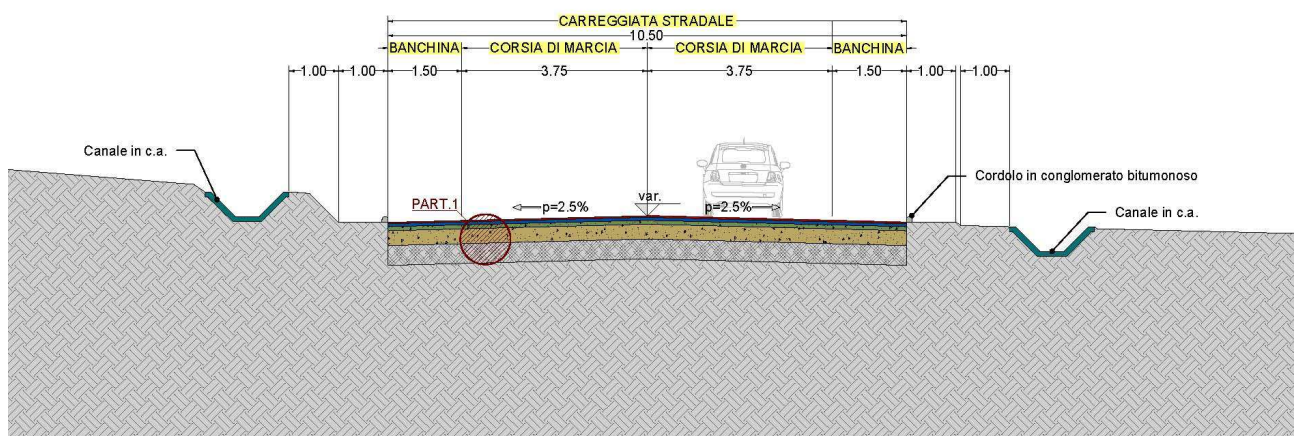 CARREGGIATA STRADALE
10.50
BANCHINA CORSIA DI MARCIA CORSIA DI MARCIA BANCHINA
1.00 1.00 1.50 3.75 3.75 1.50 1.00 1.00
Canale in c.a.
Cordolo in conglomerato bitumonoso
PART.1 p=2.5% var. p=2.5%
Canale in c.a.